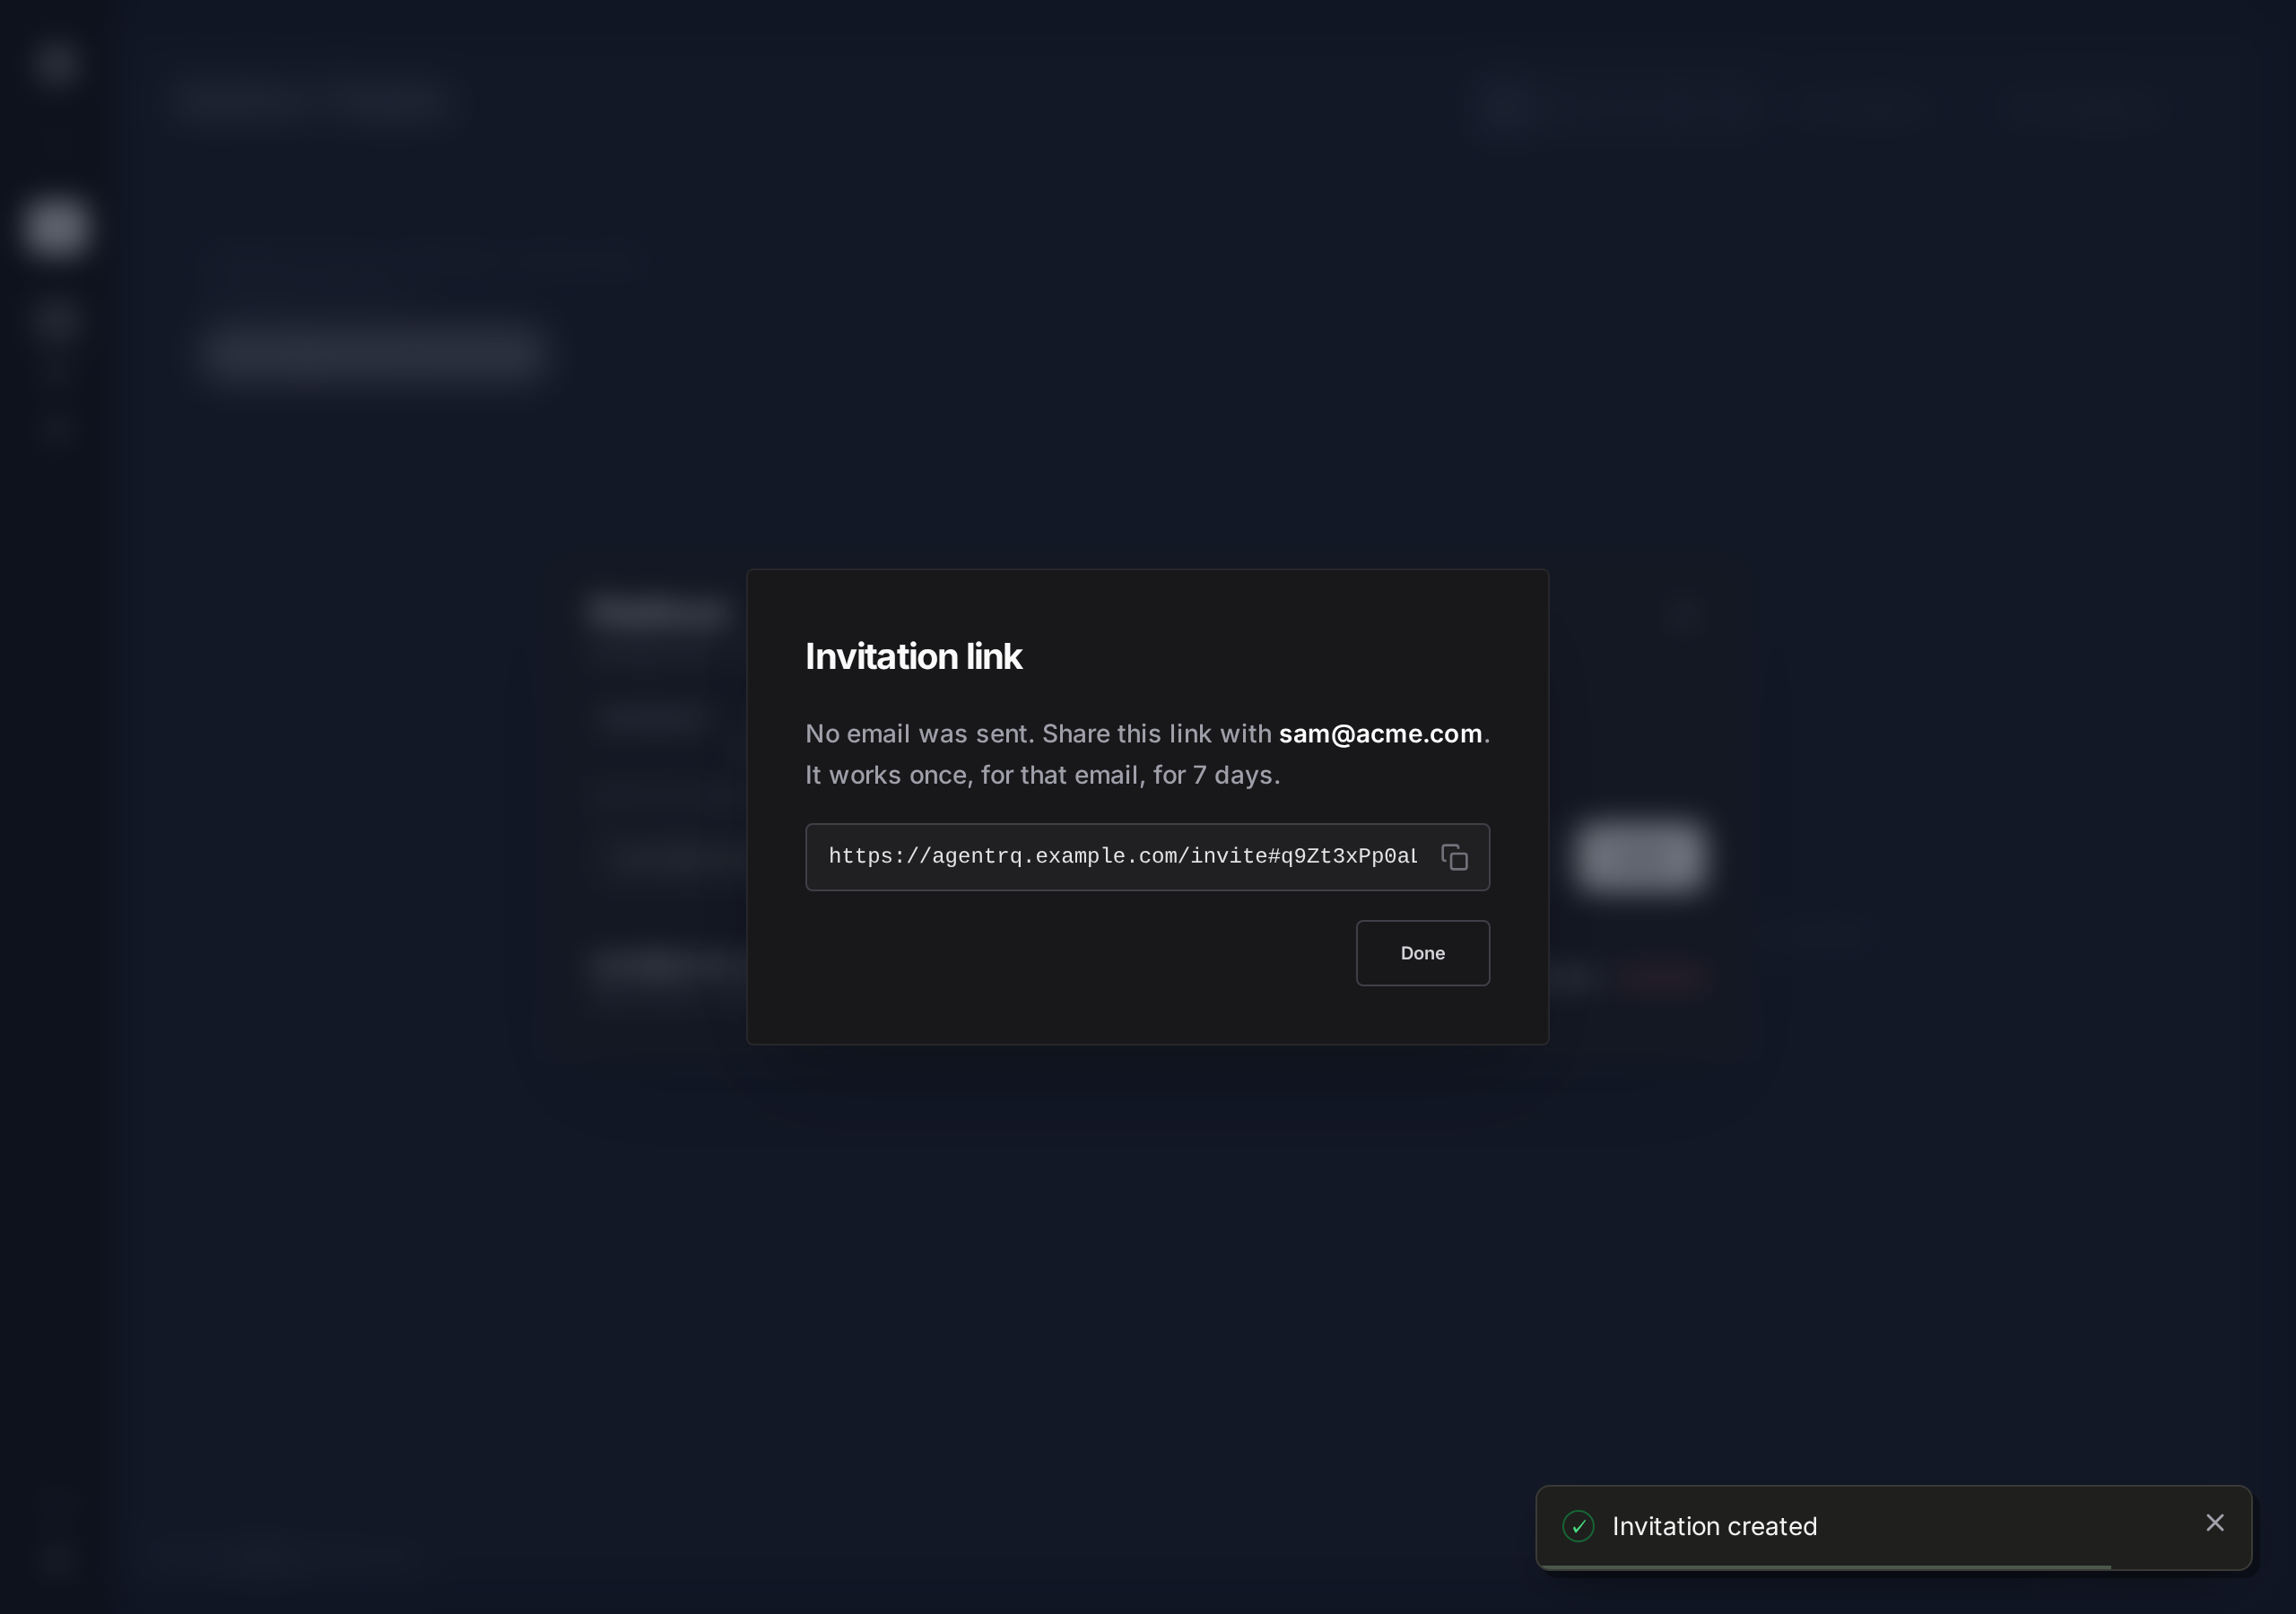 Invitation link
No email was sent. Share this link with sam@acme.com.
It works once, for that email, for 7 days.
https://agentrq.example.com/invite#q9Zt3xPp0aL
Done
Invitation created